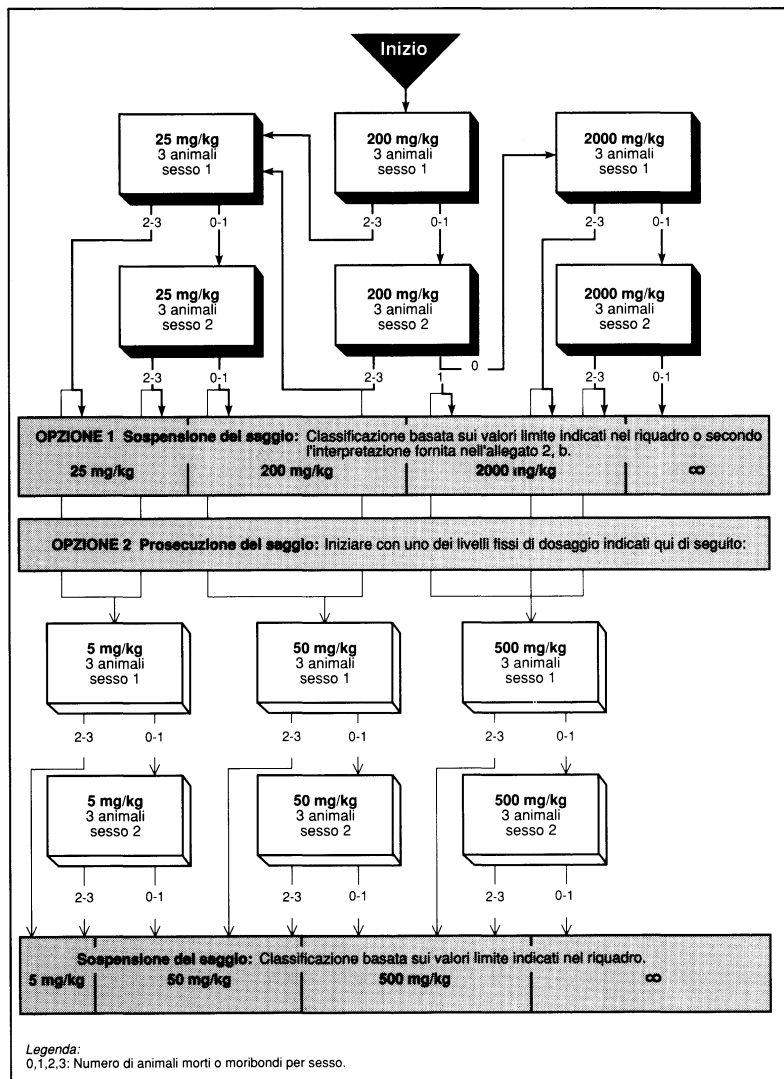 Inizio
25 mg/kg
3 animali
sesso 1
200 mg/kg
3 animali
sesso 1
2000 mg/kg
3 animali
sesso 1
2-3
0-1
2-3
0-1
2-3
0-1
25 mg/kg
3 animali
sesso 2
200 mg/kg
3 animali
sesso 2
2000 mg/kg
3 animali
sesso 2
0
2-3
0-1
2-3
1
2-3
0-1
OPZIONE 1 Sospensione del saggio: Classificazione basata sui valori limite indicati nel riquadro o secondo
l'interpretazione fornita nell'allegato 2, b.
25 mg/kg
200 mg/kg
2000 mg/kg
∞
OPZIONE 2 Prosecuzione del saggio: Iniziare con uno dei livelli fissi di dosaggio indicati qui di seguito:
5 mg/kg
3 animali
sesso 1
50 mg/kg
3 animali
sesso 1
500 mg/kg
3 animali
sesso 1
2-3
0-1
2-3
0-1
2-3
0-1
5 mg/kg
3 animali
sesso 2
50 mg/kg
3 animali
sesso 2
500 mg/kg
3 animali
sesso 2
2-3
0-1
2-3
0-1
2-3
0-1
Sospensione del saggio: Classificazione basata sui valori limite indicati nel riquadro.
5 mg/kg
50 mg/kg
500 mg/kg
∞
Legenda:
0,1,2,3: Numero di animali morti o moribondi per sesso.